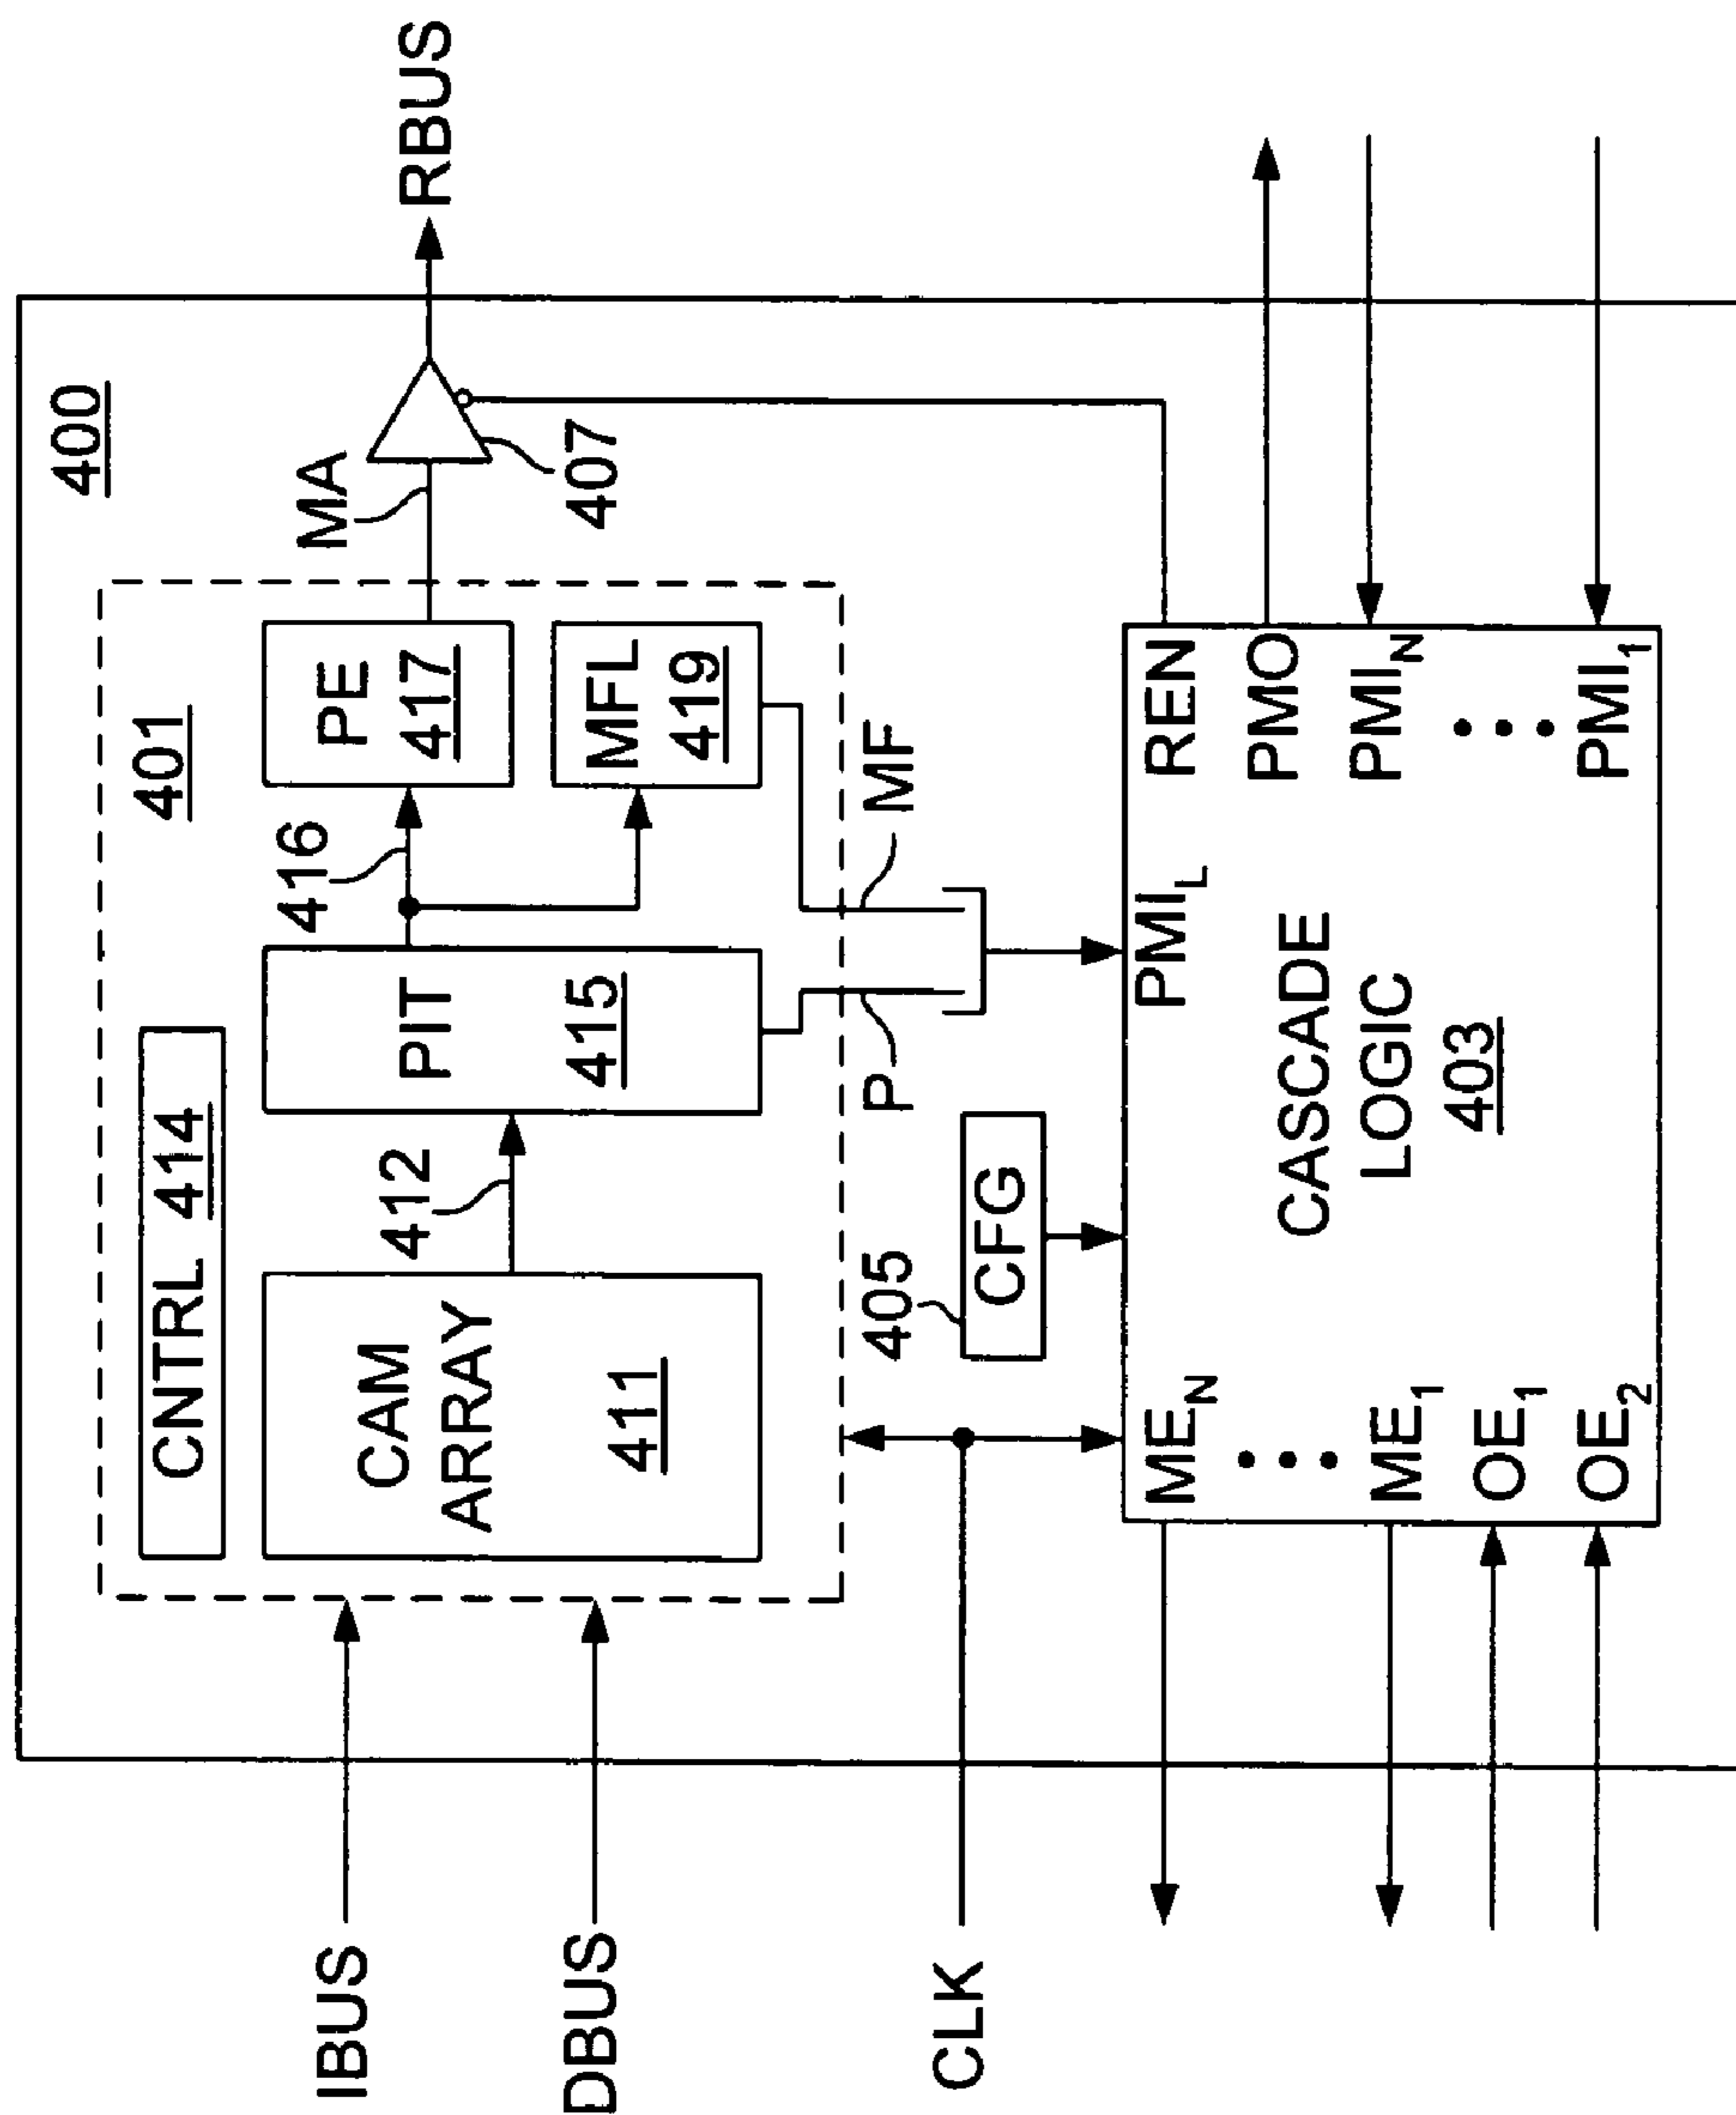 400
401
CNTRL 414
IBUS
DBUS
CLK
CAM
ARRAY
411
412
PIT
415
416
PE
417
MFL
419
MA
407
RBUS
P
MF
405
CFG
ME_N
ME_1
OE_1
OE_2
PMI_L
CASCADE
LOGIC
403
REN
PMO
PMI_N
PMI_1